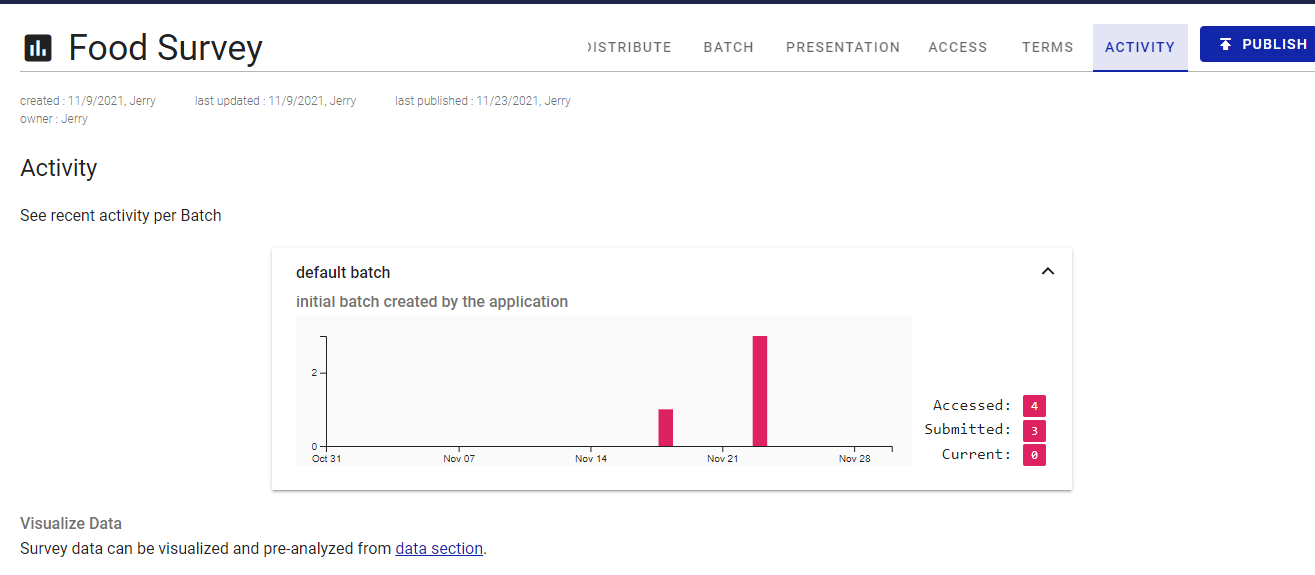 Food Survey
ISTRIBUTE BATCH PRESENTATION ACCESS TERMS ACTIVITY PUBLISH
created : 11/9/2021, Jerry last updated : 11/9/2021, Jerry last published : 11/23/2021, Jerry
owner : Jerry
Activity
See recent activity per Batch
default batch
initial batch created by the application
2
0
Oct 31 Nov 07 Nov 14 Nov 21 Nov 28
Accessed: 4
Submitted: 3
Current: 0
Visualize Data
Survey data can be visualized and pre-analyzed from data section.